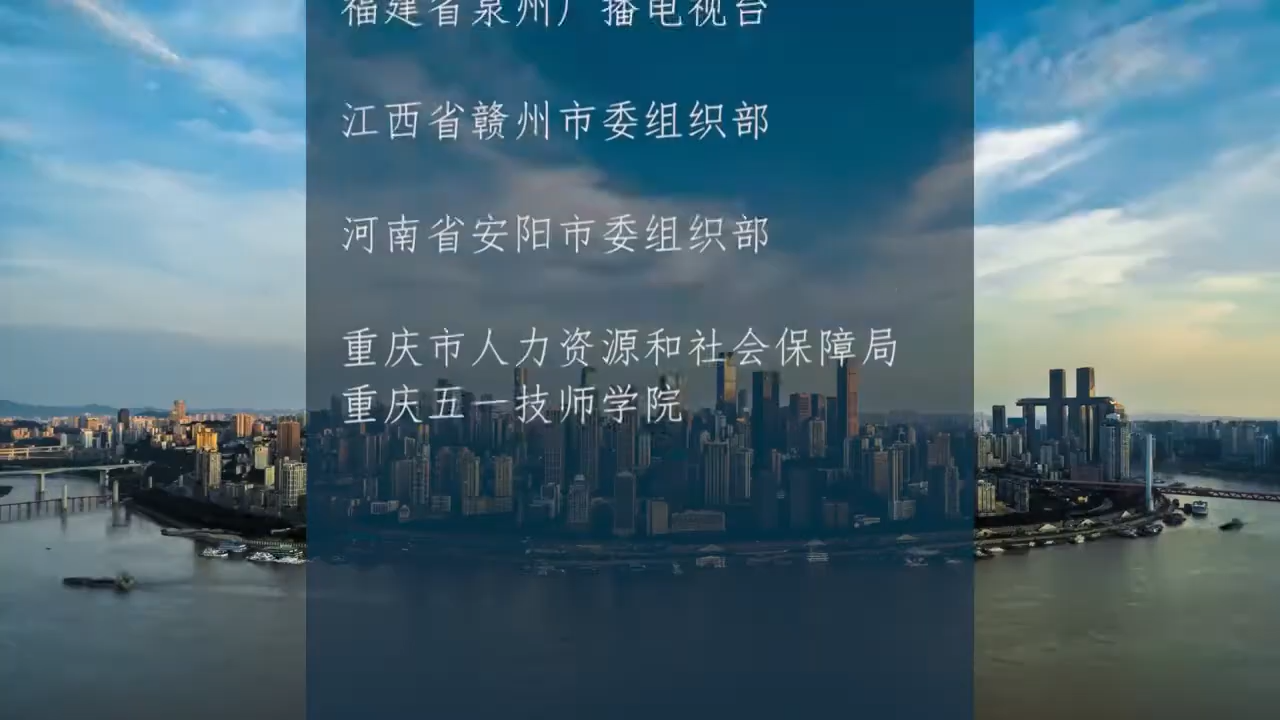 福建省泉州广播电视台
江西省赣州市委组织部
河南省安阳市委组织部
重庆市人力资源和社会保障局
重庆五一技师学院